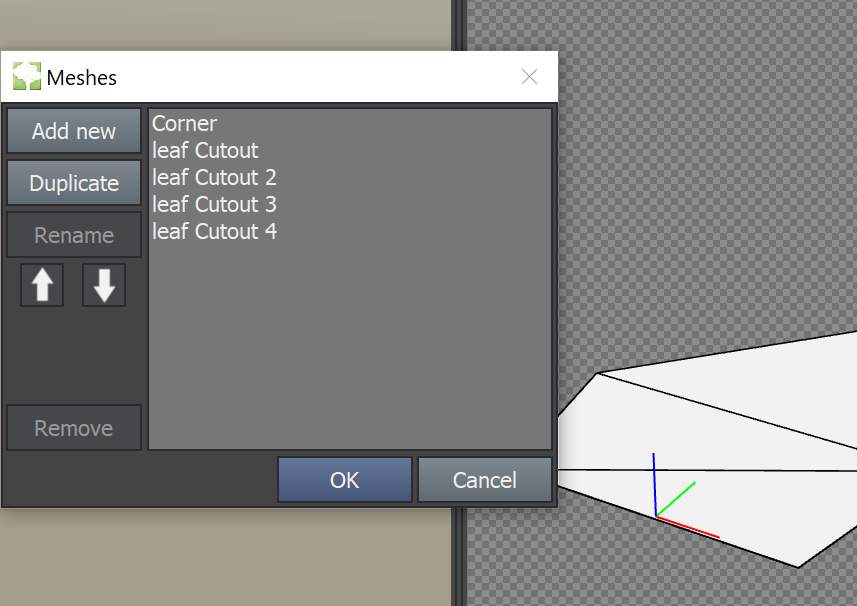 Meshes
Add new
Duplicate
Rename
Remove
Corner
leaf Cutout
leaf Cutout 2
leaf Cutout 3
leaf Cutout 4
OK
Cancel